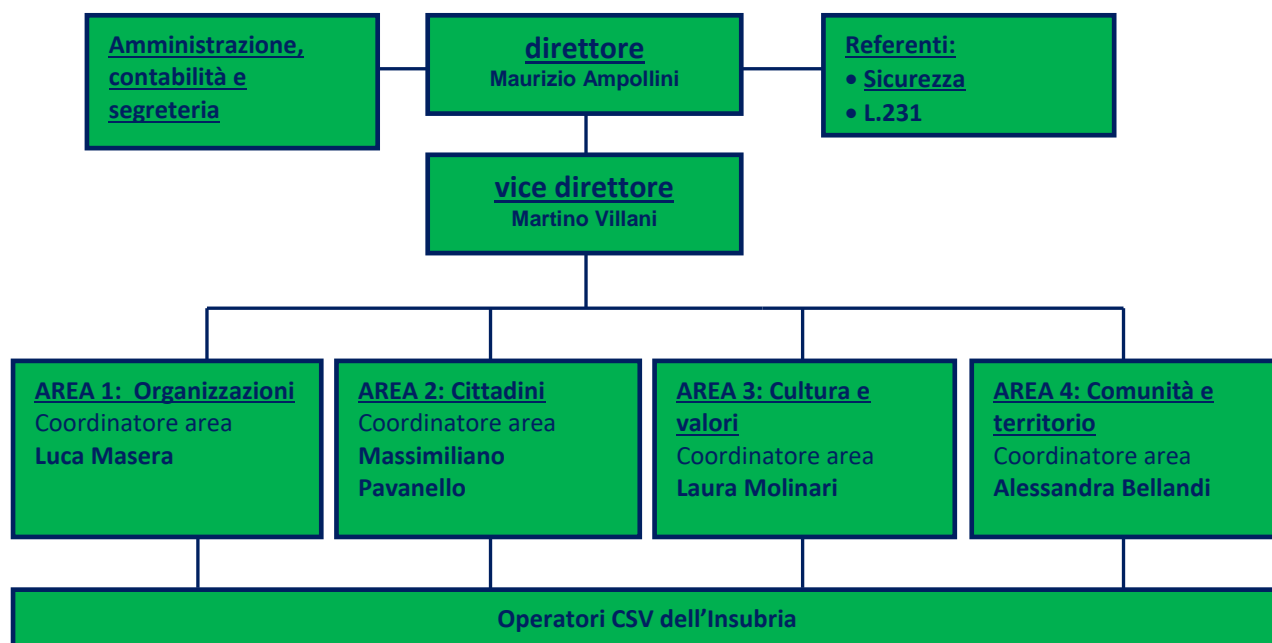 Amministrazione,
contabilità e
segreteria
direttore
Maurizio Ampollini
Referenti:
• Sicurezza
• L.231
vice direttore
Martino Villani
AREA 1: Organizzazioni
Coordinatore area
Luca Masera
AREA 2: Cittadini
Coordinatore area
Massimiliano
Pavanello
AREA 3: Cultura e
valori
Coordinatore area
Laura Molinari
AREA 4: Comunità e
territorio
Coordinatore area
Alessandra Bellandi
Operatori CSV dell’Insubria